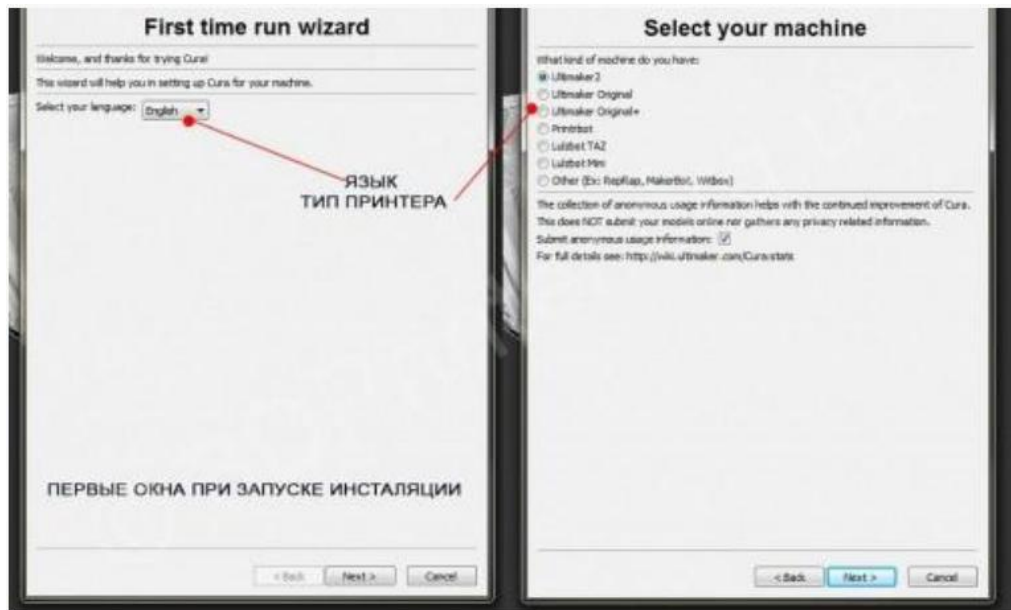 First time run wizard
Welcome, and thanks for trying Cura!
This wizard will help you in setting up Cura for your machine.
Select your language: English
ЯЗЫК
ТИП ПРИНТЕРА
ПЕРВЫЕ ОКНА ПРИ ЗАПУСКЕ ИНСТАЛЯЦИИ
< Back Next > Cancel
Select your machine
What kind of machine do you have:
Ultimaker2
Ultimaker Original
Ultimaker Original+
Printrbot
Lulzbot TAZ
Lulzbot Mini
Other (Ex: RepRap, MakerBot, Witbox)
The collection of anonymous usage information helps with the continued improvement of Cura.
This does NOT submit your models online nor gathers any privacy related information.
Submit anonymous usage information:
For full details see: http://wiki.ultimaker.com/Cura:stats
< Back Next > Cancel